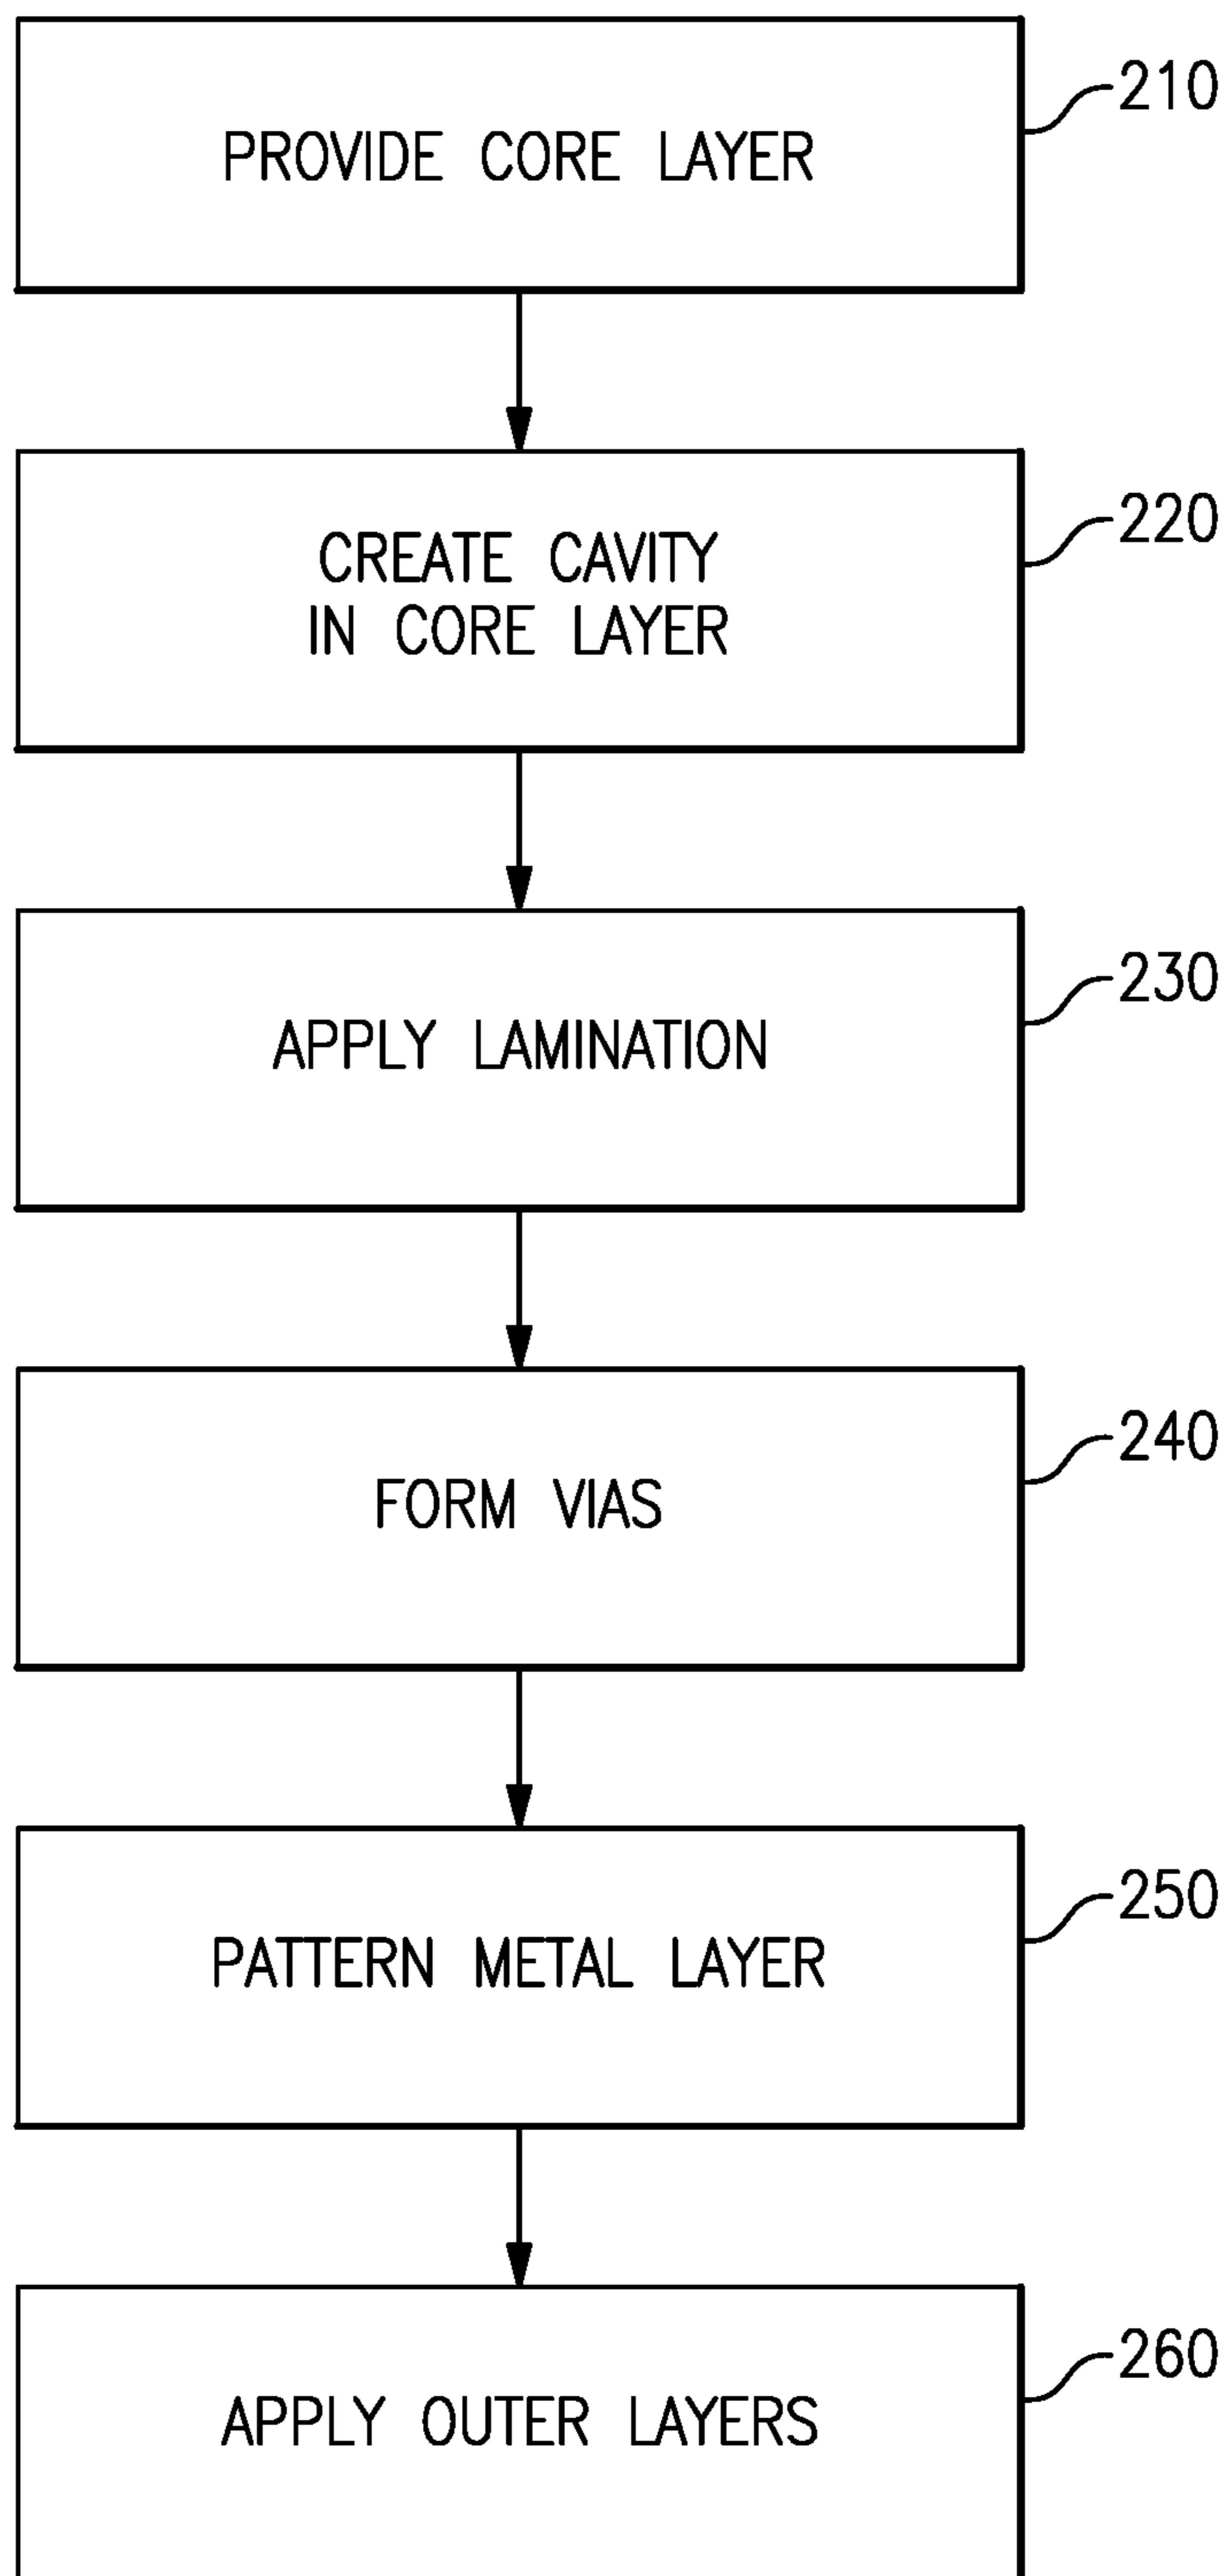 PROVIDE CORE LAYER
210
CREATE CAVITY
IN CORE LAYER
220
APPLY LAMINATION
230
FORM VIAS
240
PATTERN METAL LAYER
250
APPLY OUTER LAYERS
260